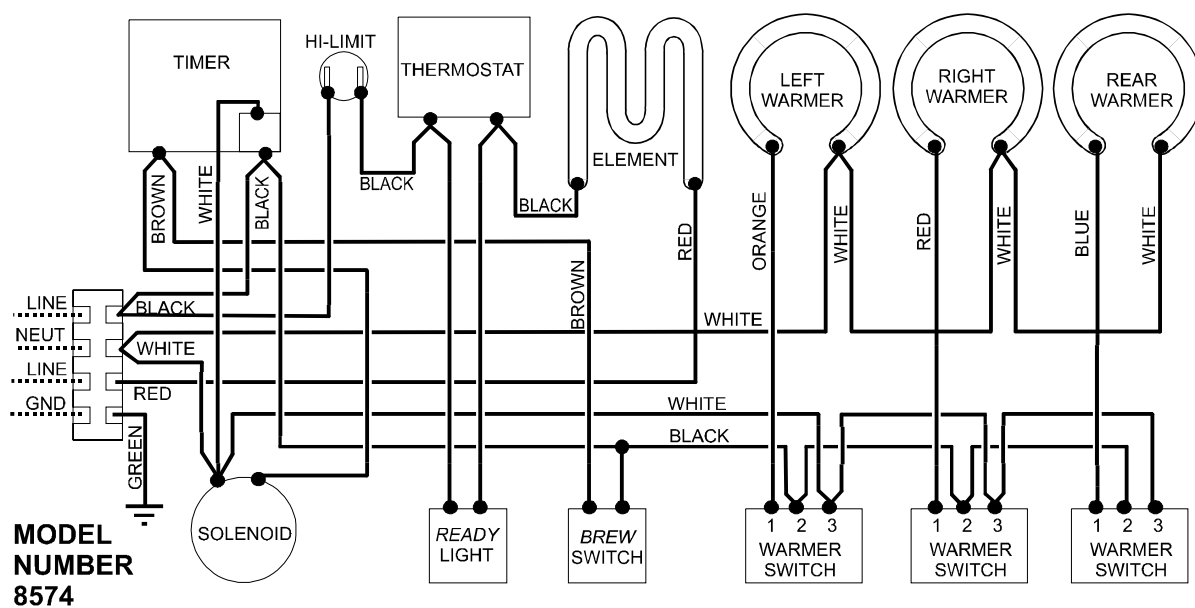 TIMER
HI-LIMIT
THERMOSTAT
ELEMENT
LEFT
WARMER
RIGHT
WARMER
REAR
WARMER
BROWN
WHITE
BLACK
BLACK
BLACK
RED
ORANGE
WHITE
RED
WHITE
BLUE
WHITE
BROWN
LINE
BLACK
NEUT
WHITE
WHITE
LINE
RED
GND
GREEN
WHITE
BLACK
SOLENOID
READY
LIGHT
BREW
SWITCH
1 2 3
WARMER
SWITCH
1 2 3
WARMER
SWITCH
1 2 3
WARMER
SWITCH
MODEL
NUMBER
8574